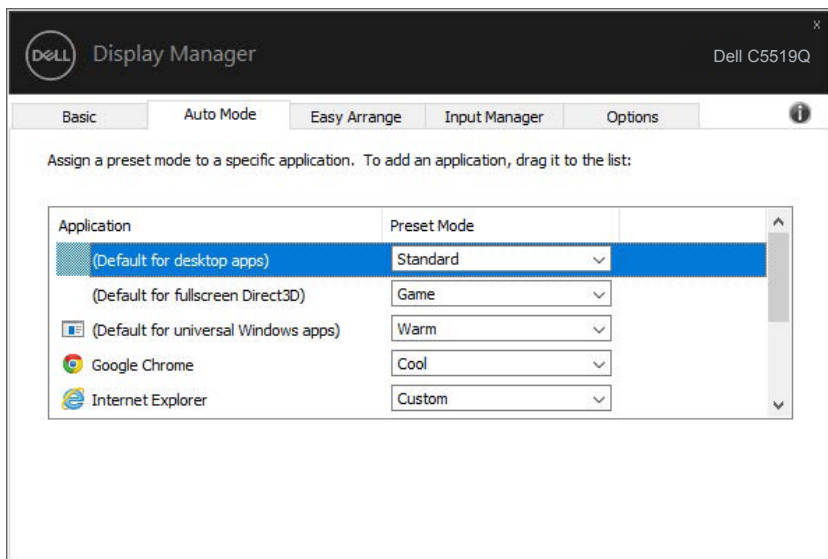 x
DELL Display Manager Dell C5519Q
Basic Auto Mode Easy Arrange Input Manager Options i
Assign a preset mode to a specific application. To add an application, drag it to the list:
Application Preset Mode
(Default for desktop apps) Standard
(Default for fullscreen Direct3D) Game
(Default for universal Windows apps) Warm
Google Chrome Cool
Internet Explorer Custom